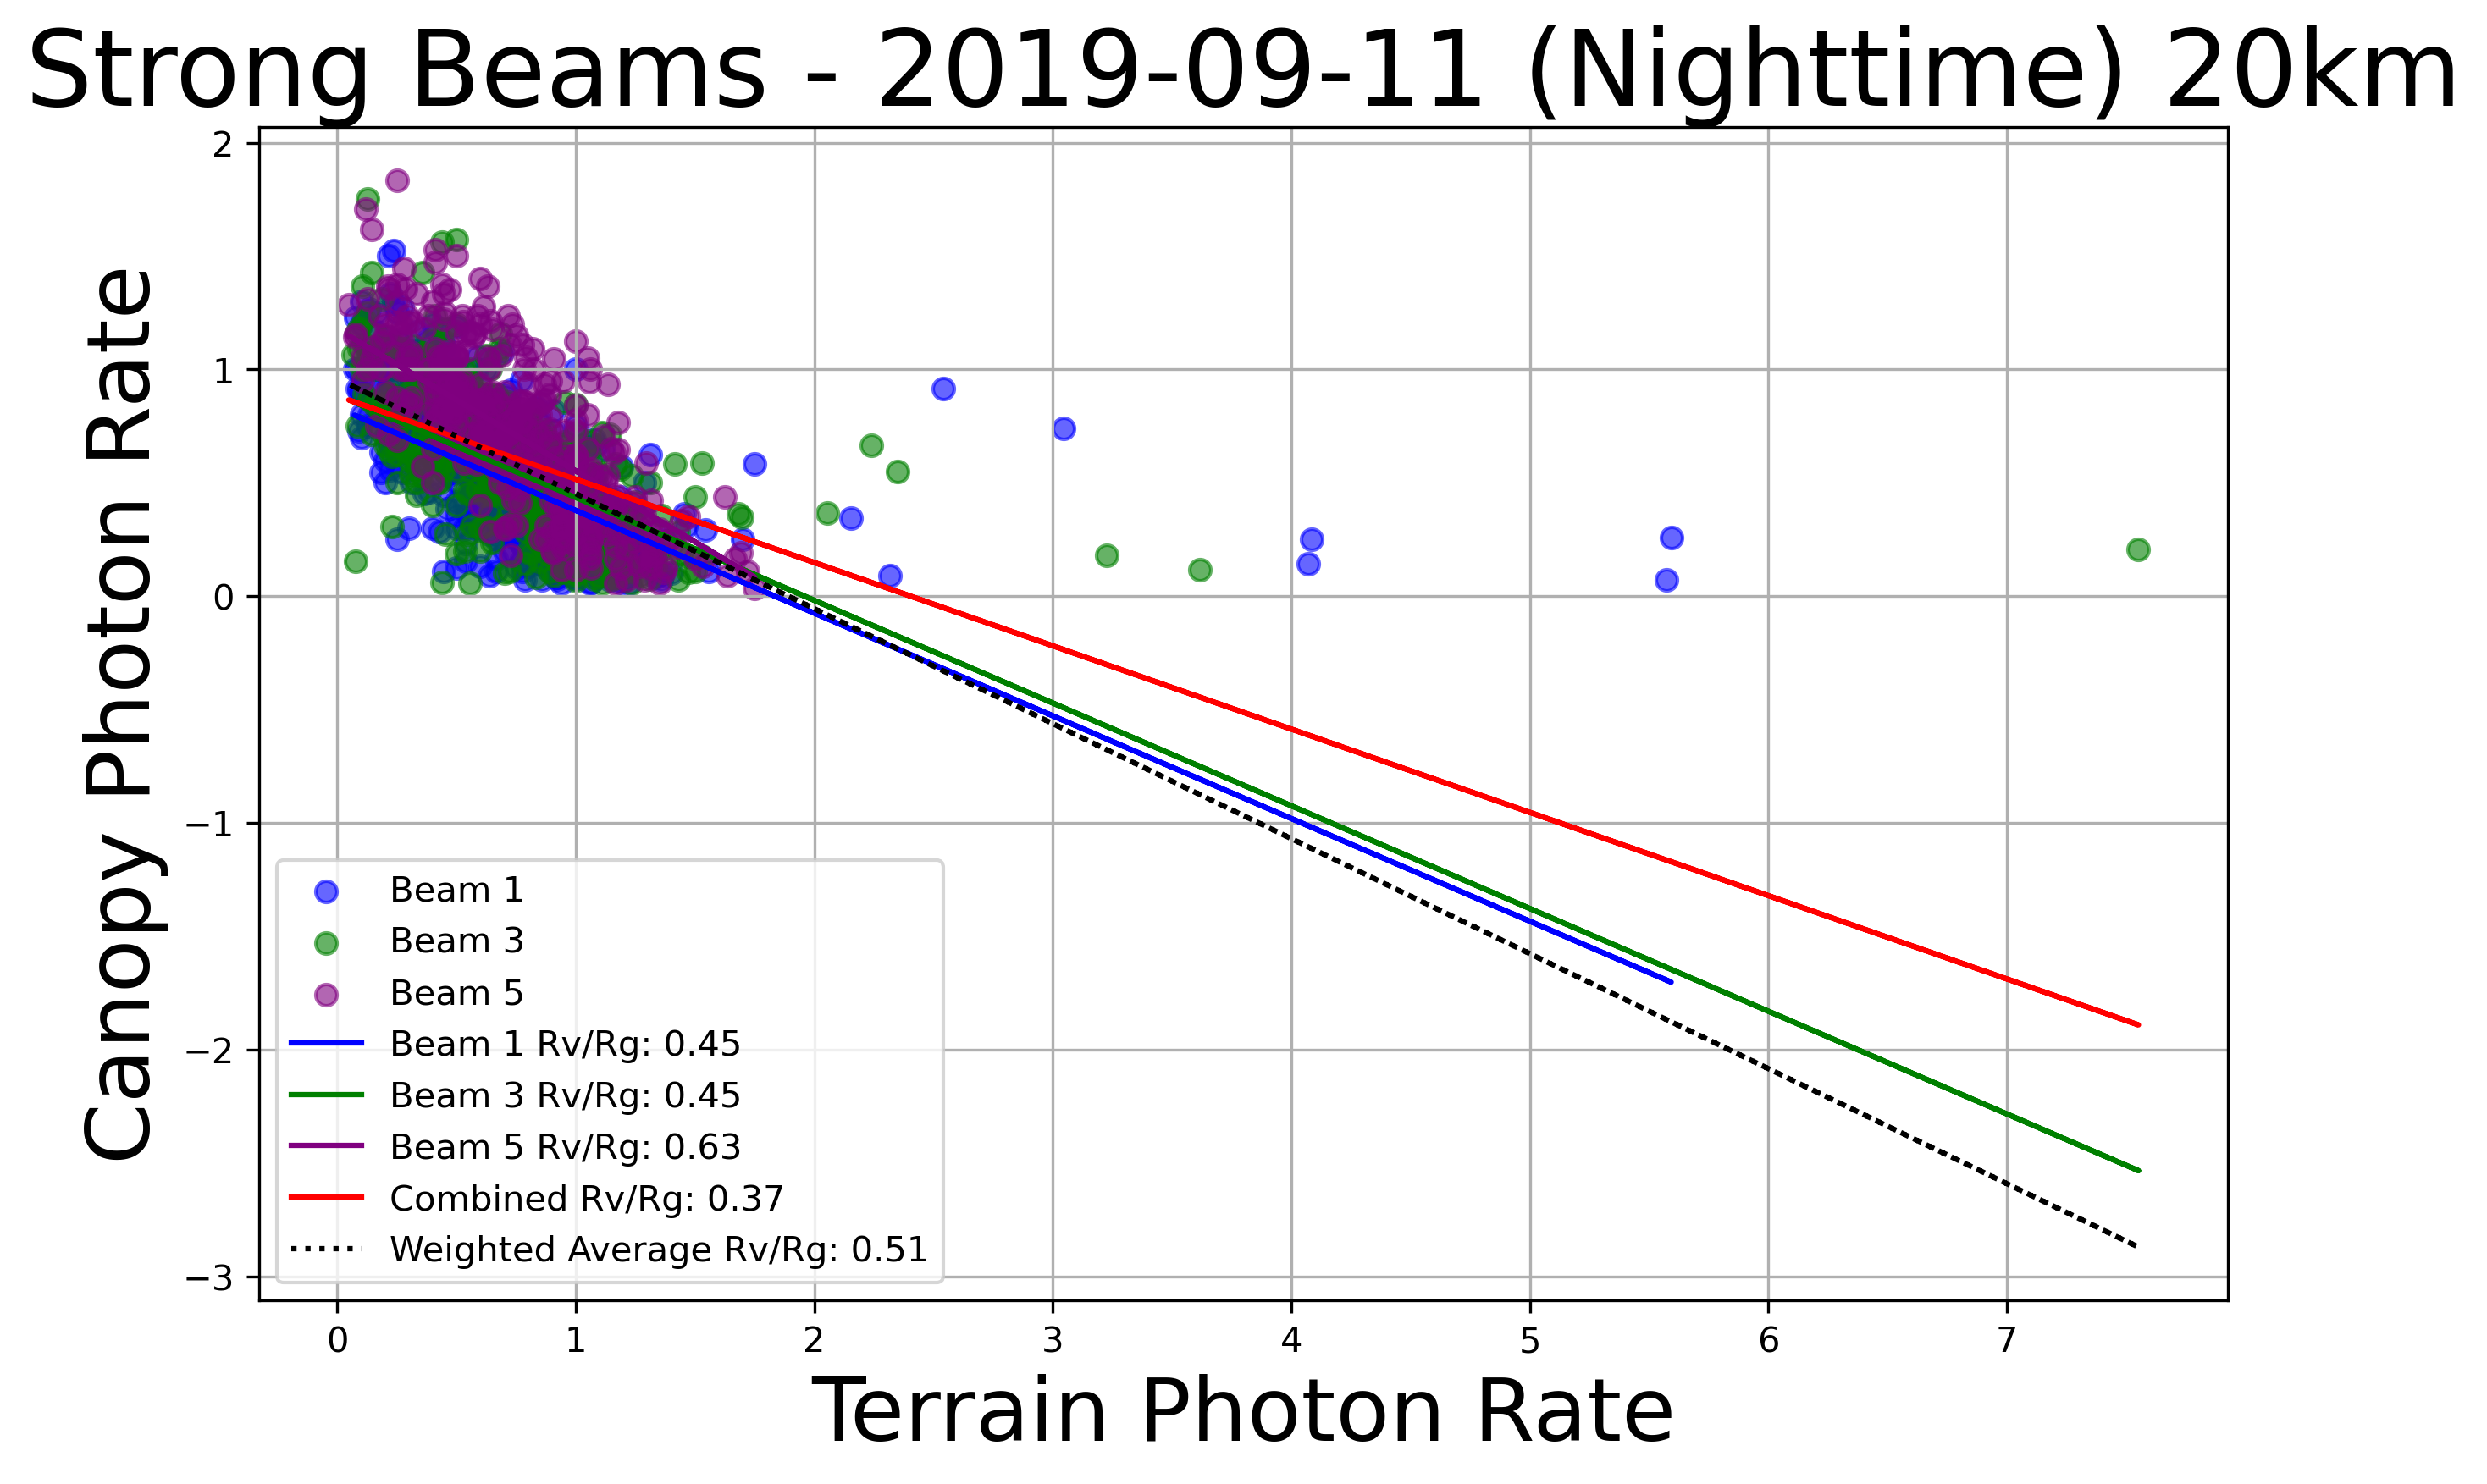 Strong Beams - 2019-09-11 (Nighttime) 20km
Canopy Photon Rate
2
1
0
−1
−2
−3
Beam 1
Beam 3
Beam 5
Beam 1 Rv/Rg: 0.45
Beam 3 Rv/Rg: 0.45
Beam 5 Rv/Rg: 0.63
Combined Rv/Rg: 0.37
Weighted Average Rv/Rg: 0.51
0 1 2 3 4 5 6 7
Terrain Photon Rate